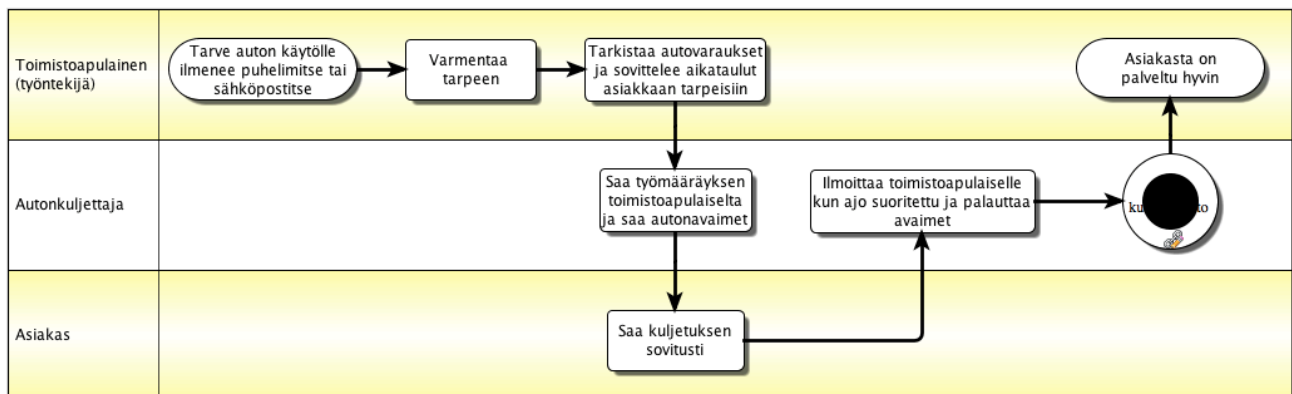 Toimistoapulainen
(työntekijä)
Tarve auton käytölle
ilmenee puhelimitse tai
sähköpostitse
Varmentaa
tarpeen
Tarkistaa autovaraukset
ja sovittelee aikataulut
asiakkaan tarpeisiin
Asiakasta on
palveltu hyvin
Autonkuljettaja
Saa työmääräyksen
toimistoapulaiselta
ja saa autonavaimet
Ilmoittaa toimistoapulaiselle
kun ajo suoritettu ja palauttaa
avaimet
Asiakas
Saa kuljetuksen
sovitusti